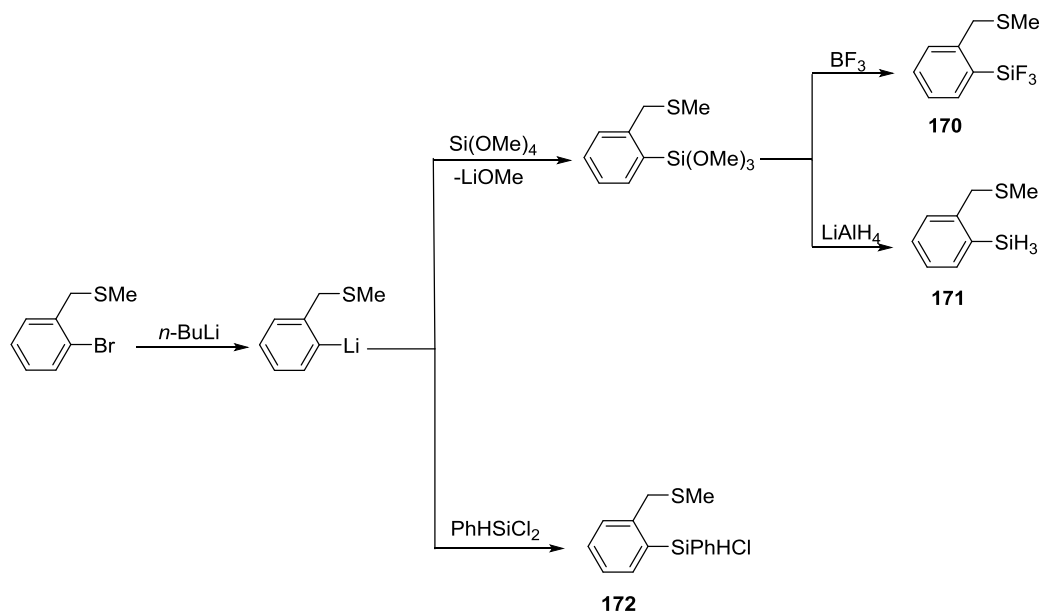 SMe
BF3
SiF3
170
SMe
Si(OMe)4
-LiOMe
Si(OMe)3
SMe
LiAlH4
SiH3
171
SMe
Br
n-BuLi
SMe
Li
PhHSiCl2
SMe
SiPhHCl
172